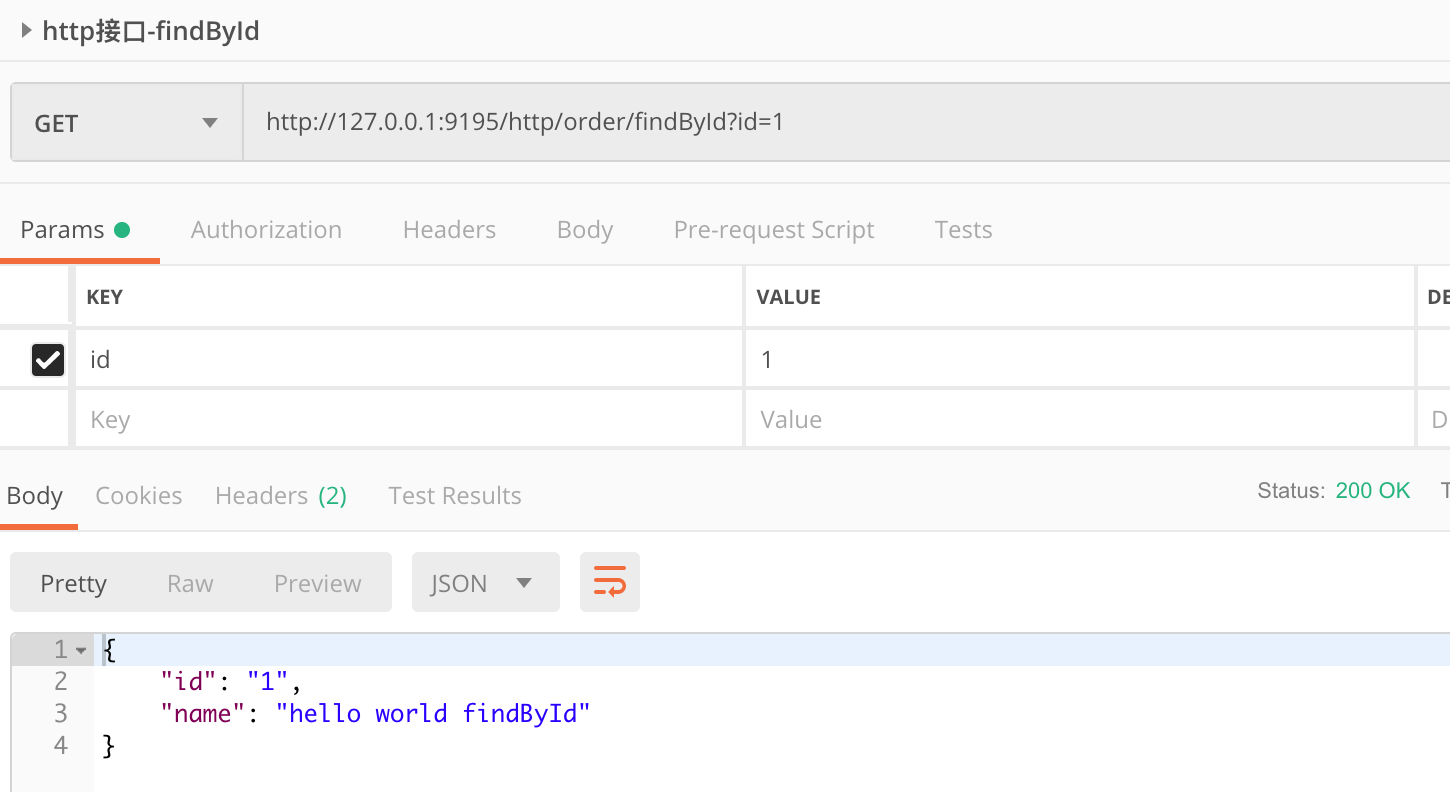 http接口-findById
GET http://127.0.0.1:9195/http/order/findById?id=1
Params Authorization Headers Body Pre-request Script Tests
KEY VALUE DE
id 1
Key Value D
Body Cookies Headers (2) Test Results Status: 200 OK T
Pretty Raw Preview JSON
1 {
2 "id": "1",
3 "name": "hello world findById"
4 }